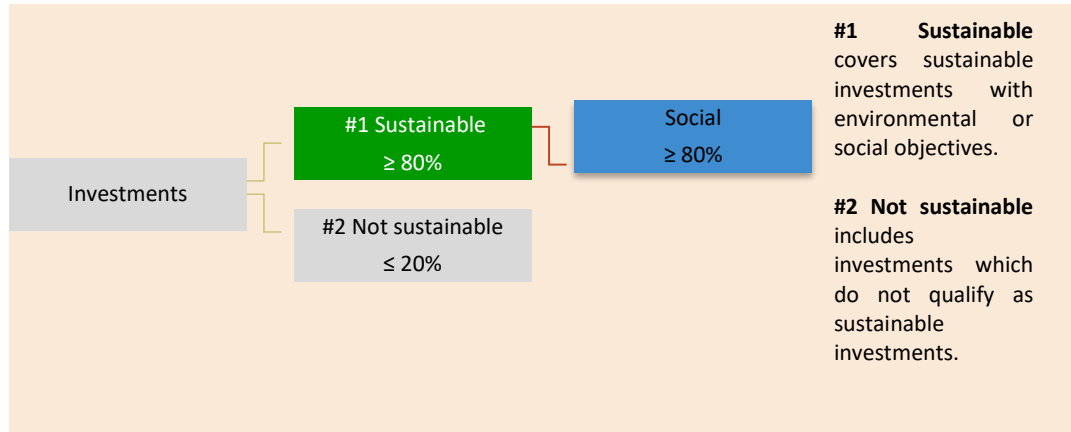 Investments
#1 Sustainable
≥ 80%
#2 Not sustainable
≤ 20%
Social
≥ 80%
#1 Sustainable
covers sustainable
investments with
environmental or
social objectives.
#2 Not sustainable
includes
investments which
do not qualify as
sustainable
investments.